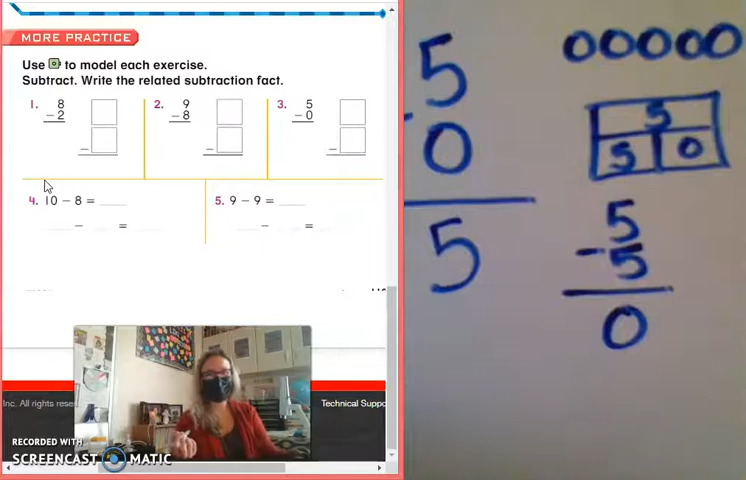 MORE PRACTICE
Use to model each exercise.
Subtract. Write the related subtraction fact.
1. 8
− 2
−
2. 9
− 8
−
3. 5
− 0
−
4. 10 − 8 =
− =
5. 9 − 9 =
− =
Inc. All rights rese
Technical Suppo
RECORDED WITH
SCREENCAST MATIC
5
- 0
5
OOOOO
5
5 0
5
- 5
0